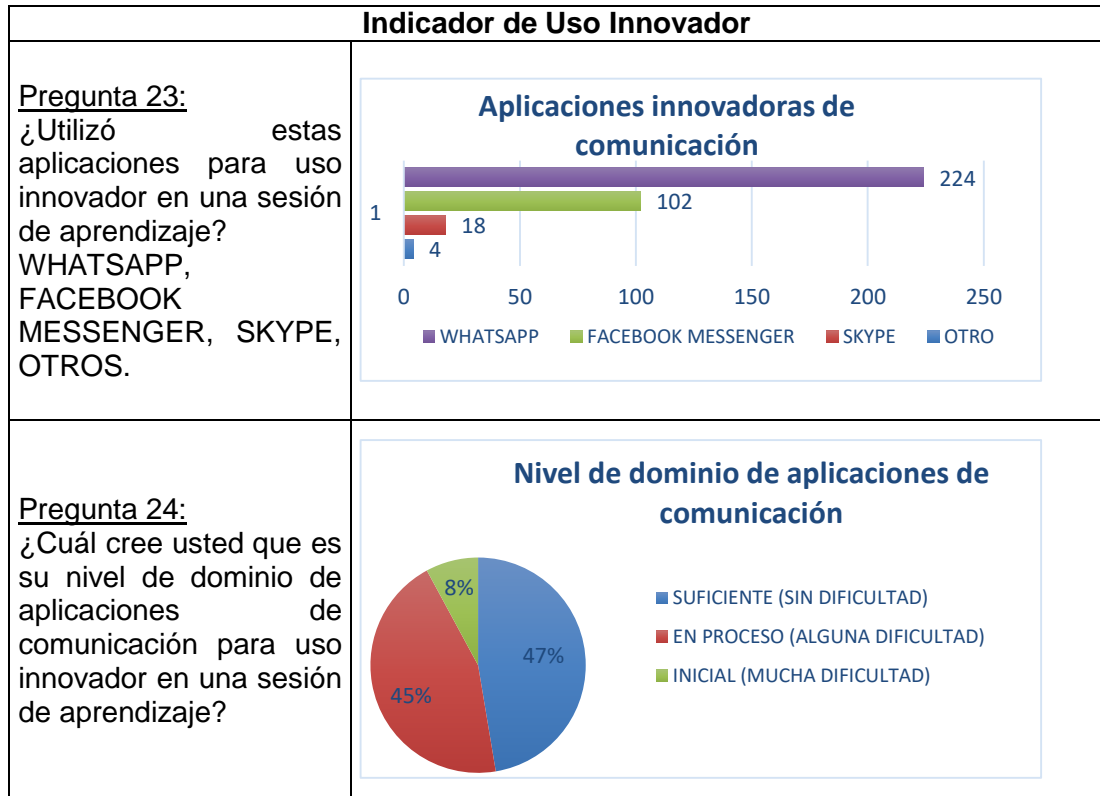 Indicador de Uso Innovador
Pregunta 23:
¿Utilizó estas
aplicaciones para uso
innovador en una sesión
de aprendizaje?
WHATSAPP,
FACEBOOK
MESSENGER, SKYPE,
OTROS.
Aplicaciones innovadoras de
comunicación
224
102
1
18
4
0 50 100 150 200 250
WHATSAPP FACEBOOK MESSENGER SKYPE OTRO
Pregunta 24:
¿Cuál cree usted que es
su nivel de dominio de
aplicaciones de
comunicación para uso
innovador en una sesión
de aprendizaje?
Nivel de dominio de aplicaciones de
comunicación
8%
47%
45%
SUFICIENTE (SIN DIFICULTAD)
EN PROCESO (ALGUNA DIFICULTAD)
INICIAL (MUCHA DIFICULTAD)